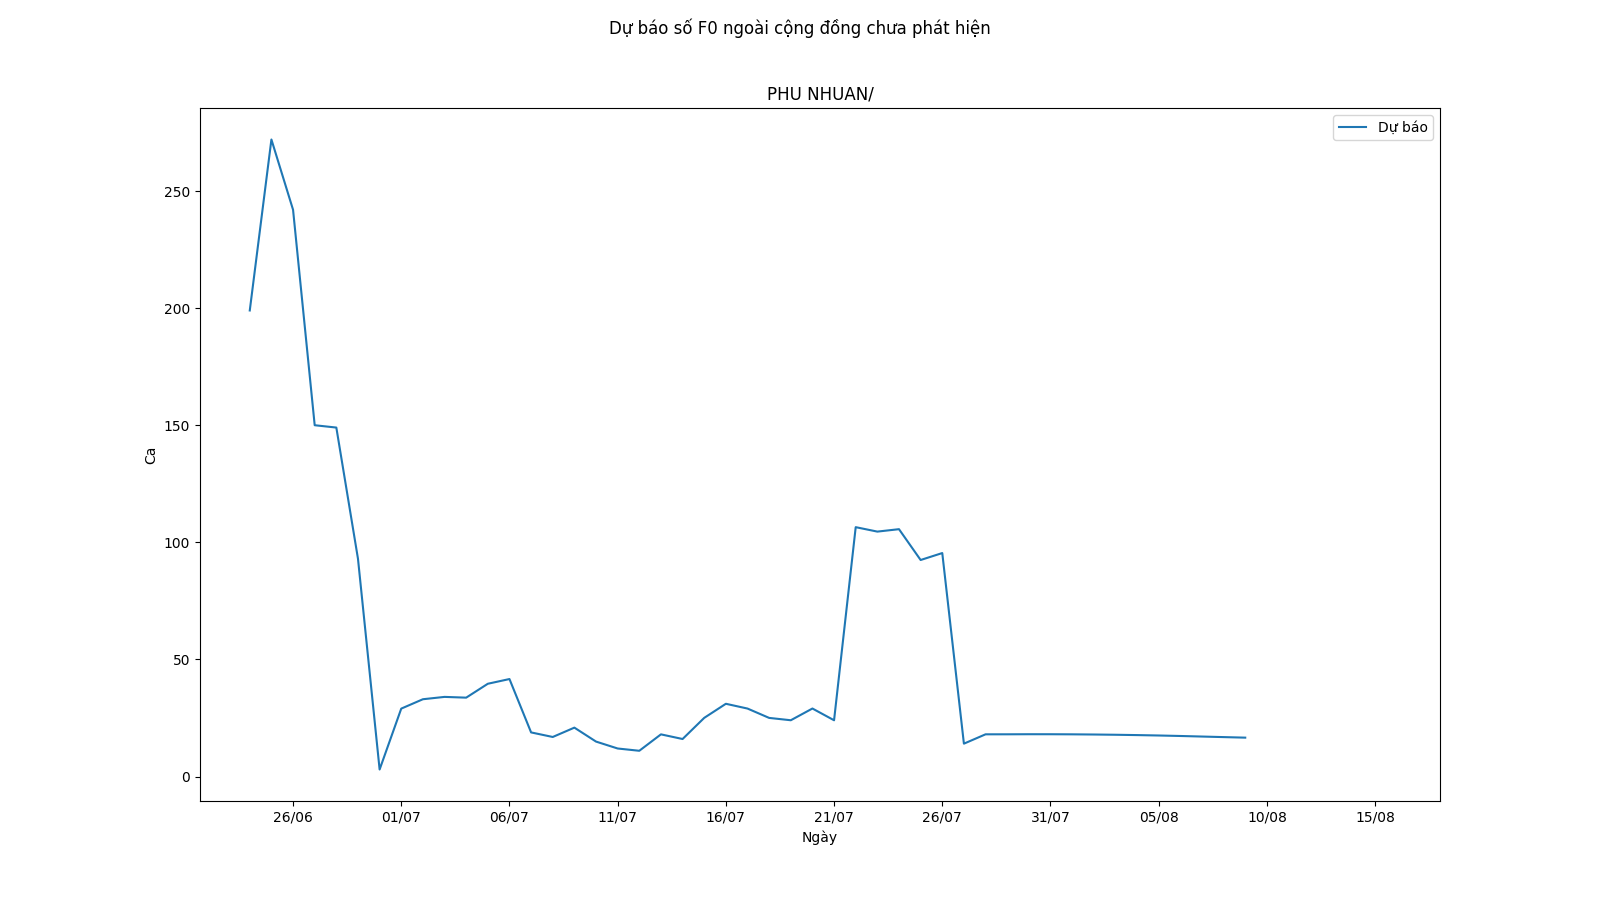 Dự báo số F0 ngoài cộng đồng chưa phát hiện
PHU NHUAN/
Dự báo
250
200
150
100
50
0
Ca
26/06 01/07 06/07 11/07 16/07 21/07 26/07 31/07 05/08 10/08 15/08
Ngày